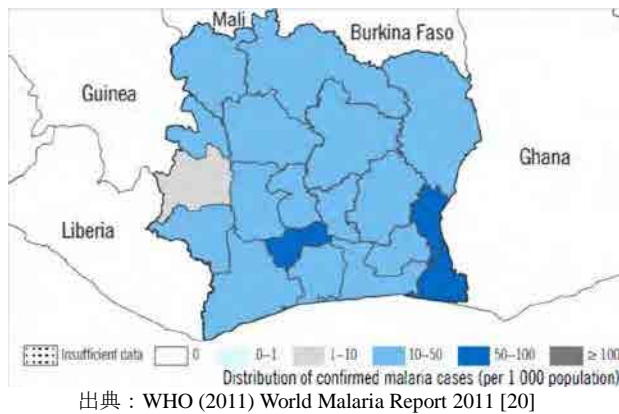 Mali
Burkina Faso
Guinea
Ghana
Liberia
Insufficient data 0 0–1 1–10 10–50 50–100 ≥ 100
Distribution of confirmed malaria cases (per 1 000 population)
出典：WHO (2011) World Malaria Report 2011 [20]